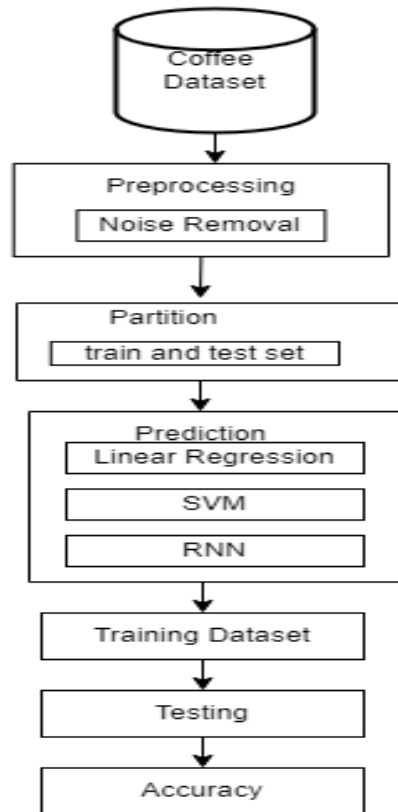 Coffee
Dataset
Preprocessing
Noise Removal
Partition
train and test set
Prediction
Linear Regression
SVM
RNN
Training Dataset
Testing
Accuracy